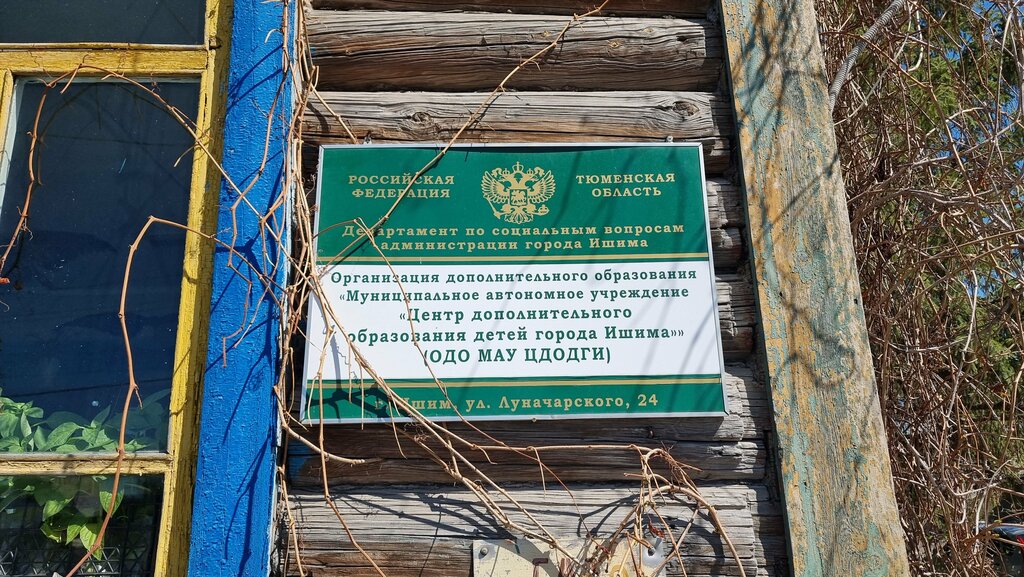 РОССИЙСКАЯ ФЕДЕРАЦИЯ
ТЮМЕНСКАЯ ОБЛАСТЬ
Департамент по социальным вопросам
администрации города Ишима
Организация дополнительного образования
«Муниципальное автономное учреждение
«Центр дополнительного
образования детей города Ишима»»
(ОДО МАУ ЦДОДГИ)
Ишим, ул. Луначарского, 24